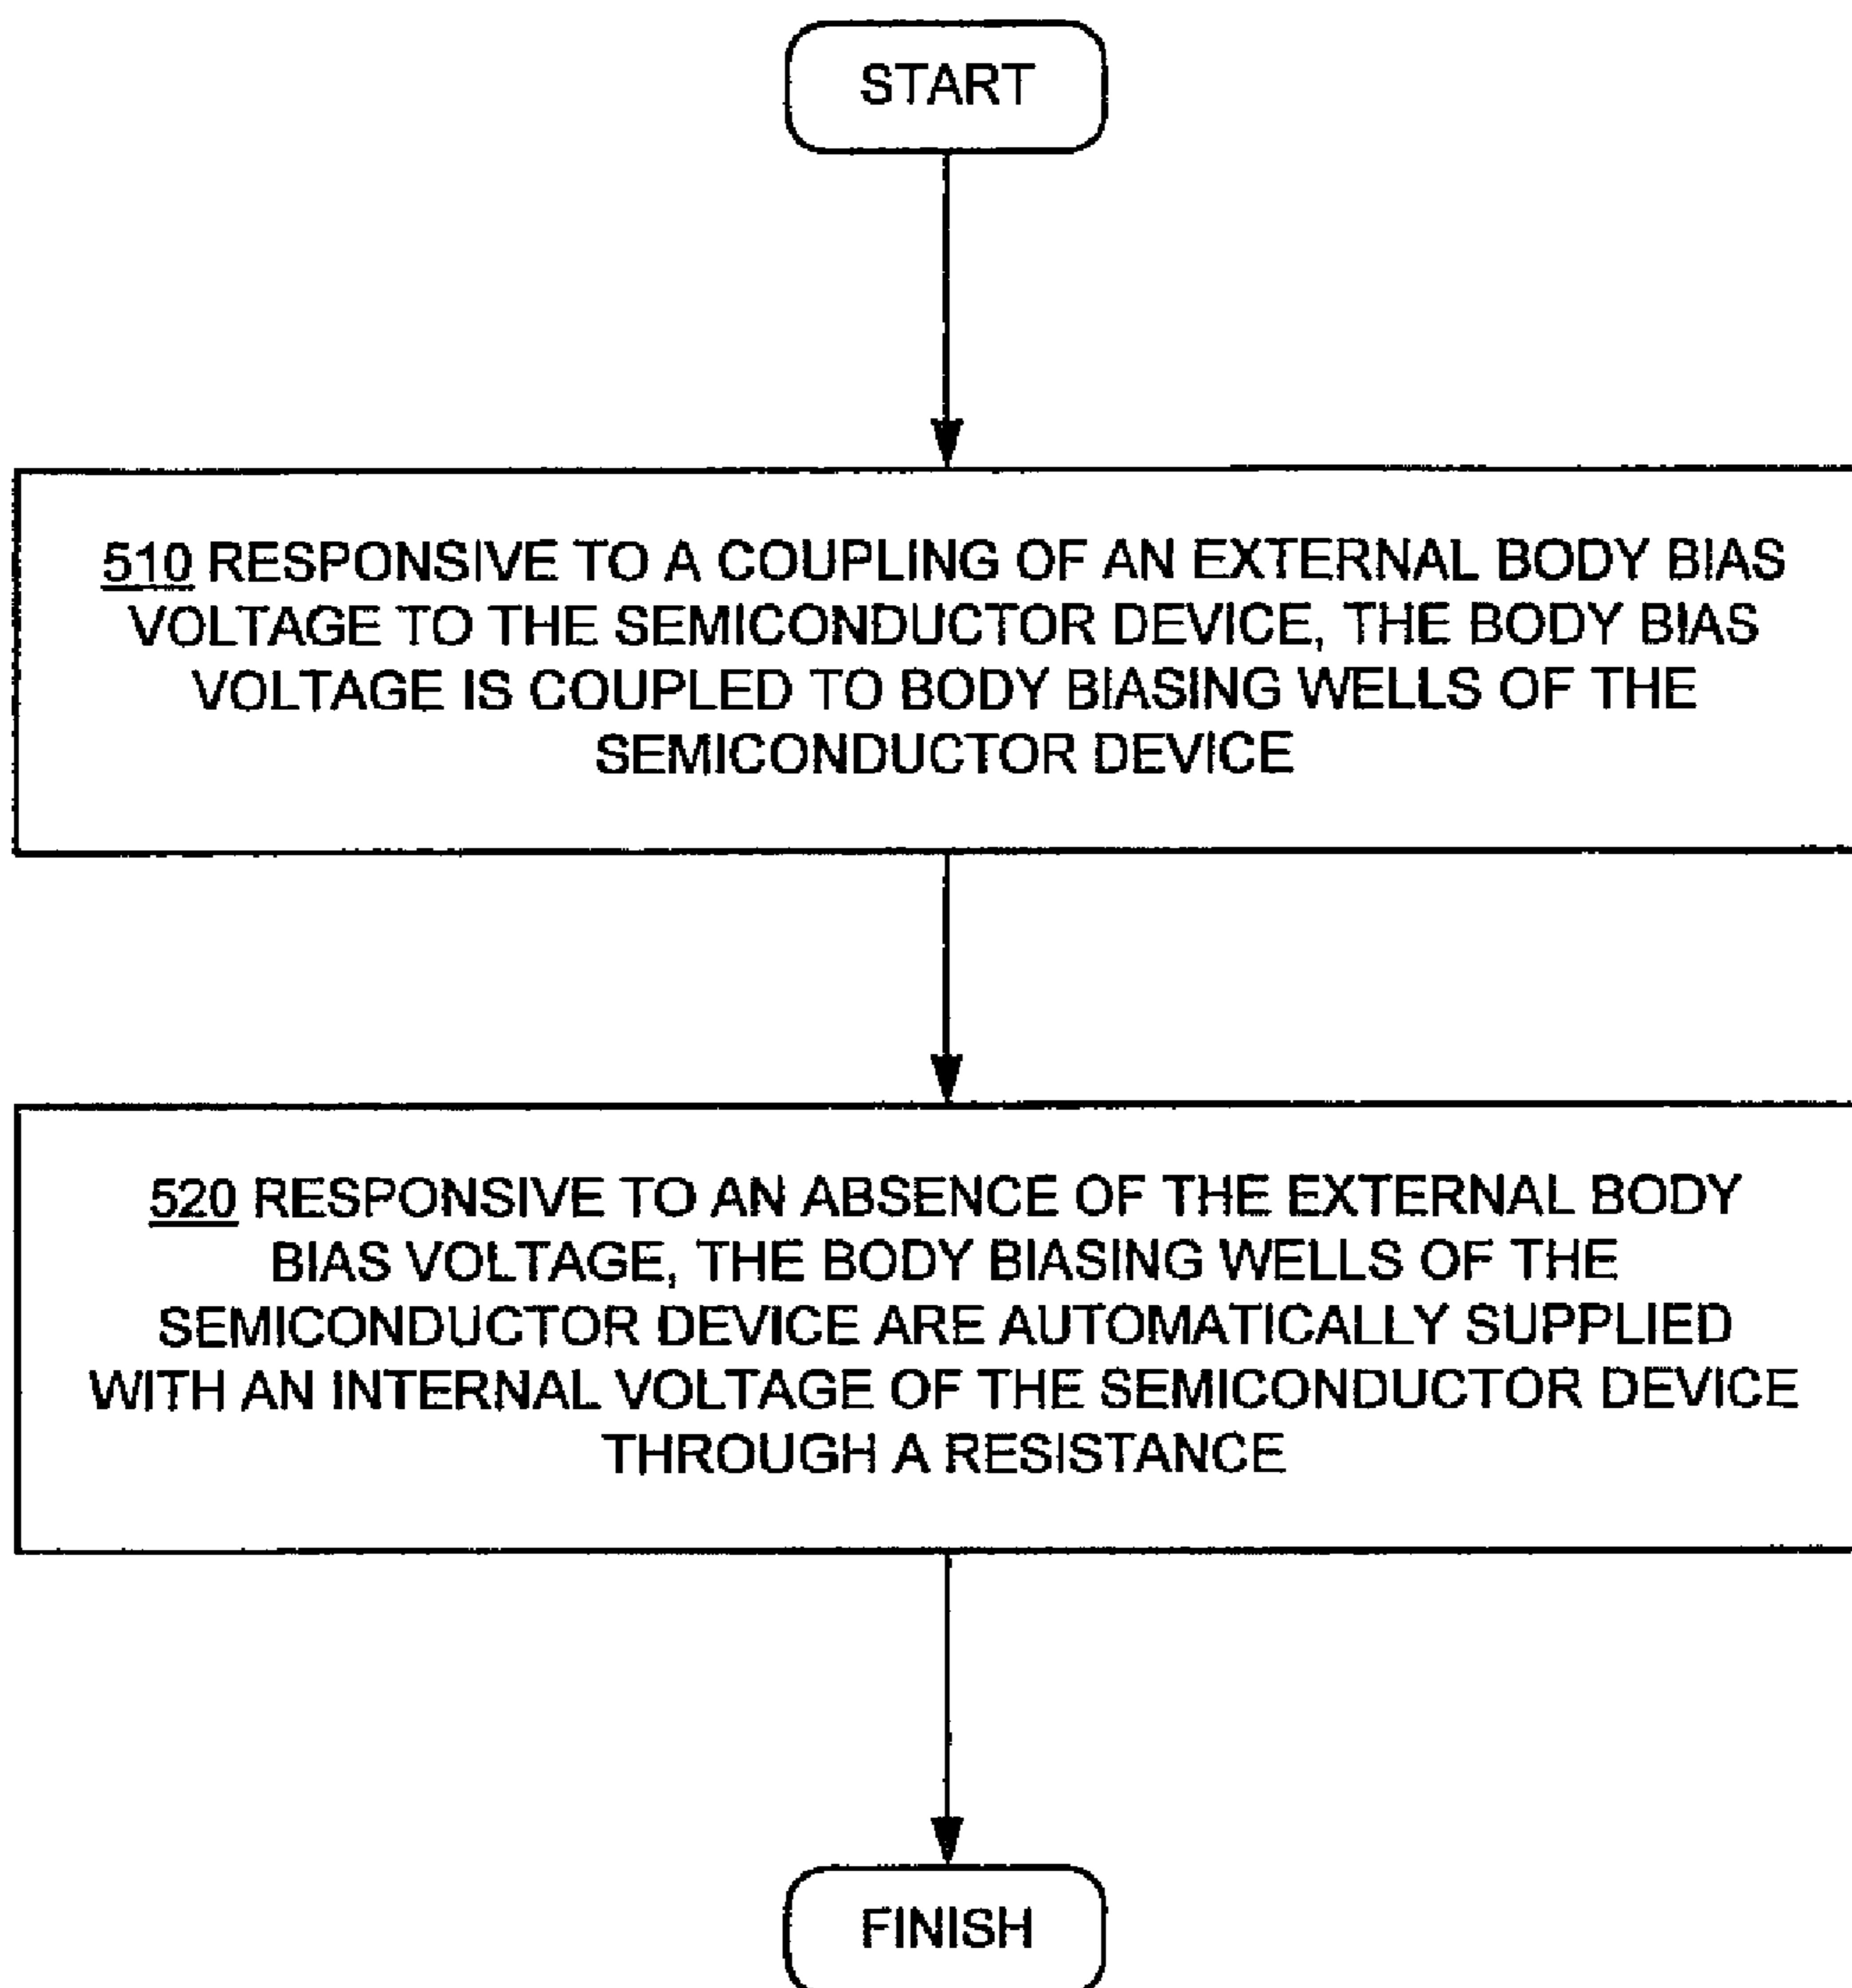 START
510 RESPONSIVE TO A COUPLING OF AN EXTERNAL BODY BIAS
VOLTAGE TO THE SEMICONDUCTOR DEVICE, THE BODY BIAS
VOLTAGE IS COUPLED TO BODY BIASING WELLS OF THE
SEMICONDUCTOR DEVICE
520 RESPONSIVE TO AN ABSENCE OF THE EXTERNAL BODY
BIAS VOLTAGE, THE BODY BIASING WELLS OF THE
SEMICONDUCTOR DEVICE ARE AUTOMATICALLY SUPPLIED
WITH AN INTERNAL VOLTAGE OF THE SEMICONDUCTOR DEVICE
THROUGH A RESISTANCE
FINISH